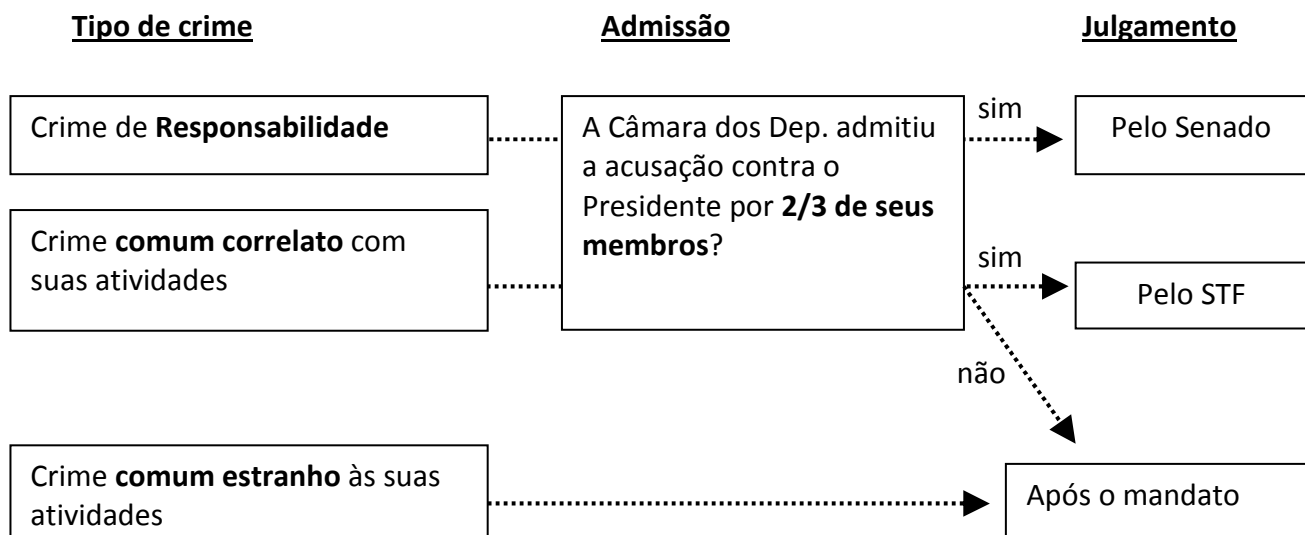 Tipo de crime
Admissão
Julgamento
Crime de Responsabilidade
A Câmara dos Dep. admitiu
a acusação contra o
Presidente por 2/3 de seus
membros?
sim
Pelo Senado
Crime comum correlato com
suas atividades
sim
Pelo STF
não
Crime comum estranho às suas
atividades
Após o mandato